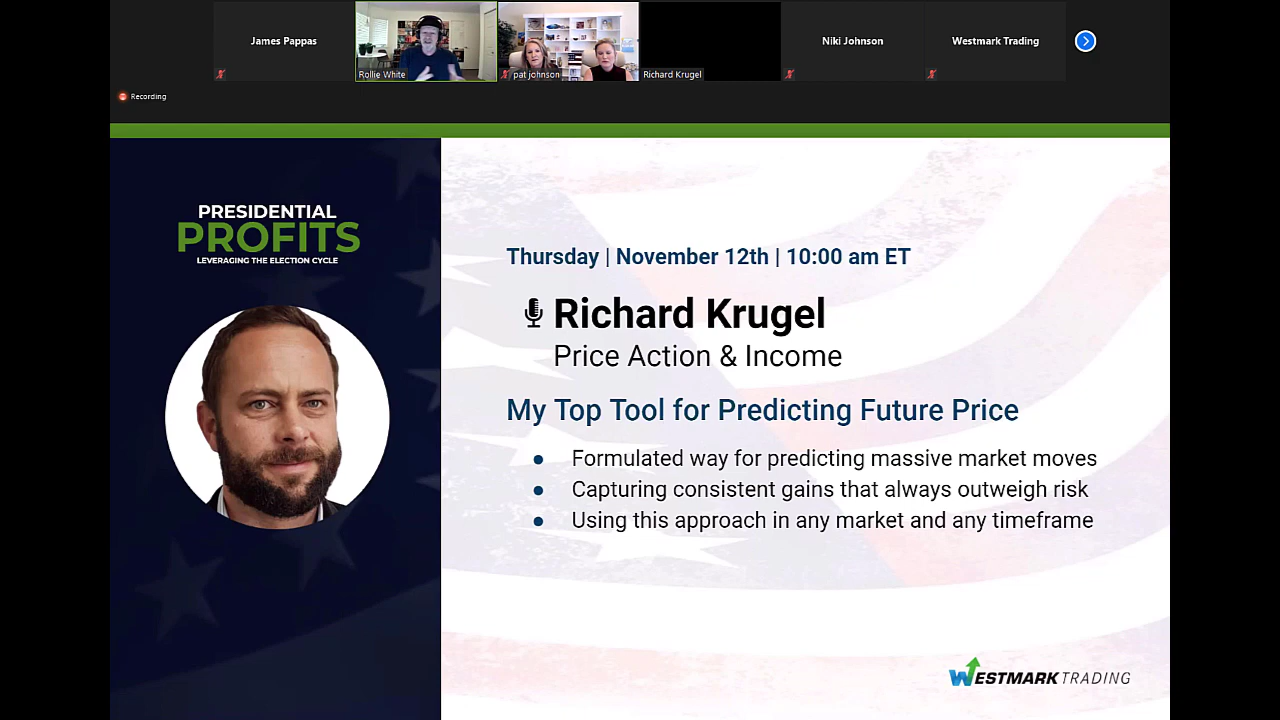 James Pappas
Rollie White
pat johnson
Richard Krugel
Niki Johnson
Westmark Trading
Recording
PRESIDENTIAL
PROFITS
LEVERAGING THE ELECTION CYCLE
Thursday | November 12th | 10:00 am ET
Richard Krugel
Price Action & Income
My Top Tool for Predicting Future Price
• Formulated way for predicting massive market moves
• Capturing consistent gains that always outweigh risk
• Using this approach in any market and any timeframe
WESTMARK TRADING